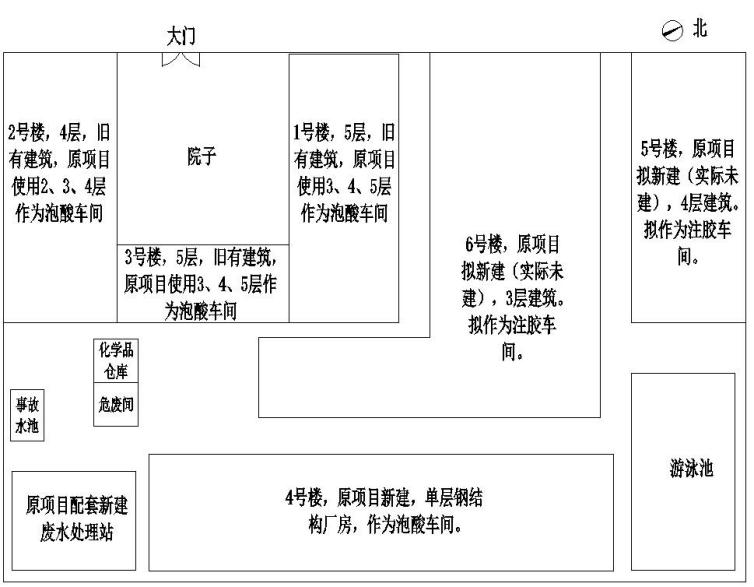 大门
北
2号楼，4层，旧
有建筑，原项目
使用2、3、4层
作为泡酸车间
院子
1号楼，5层，旧
有建筑，原项目
使用3、4、5层
作为泡酸车间
3号楼，5层，旧有建筑，
原项目使用3、4、5层作
为泡酸车间
6号楼，原项目
拟新建（实际未
建），3层建筑。
拟作为注胶车
间。
5号楼，原项目
拟新建（实际未
建），4层建筑。
拟作为注胶车
间。
化学品
仓库
危废间
事故
水池
原项目配套新建
废水处理站
4号楼，原项目新建，单层钢结
构厂房，作为泡酸车间。
游泳池